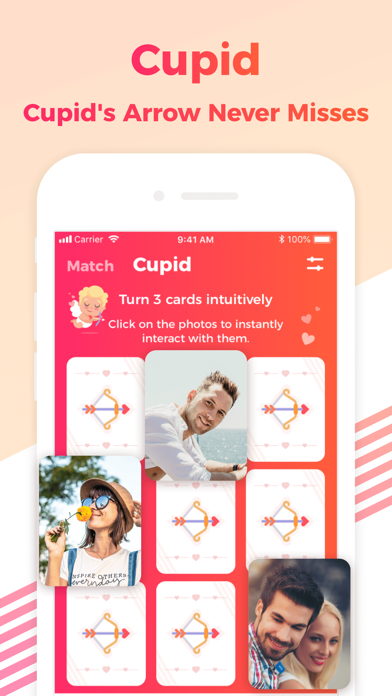 Cupid
Cupid's Arrow Never Misses
Carrier
9:41 AM
100%
Match
Cupid
Turn 3 cards intuitively
Click on the photos to instantly
interact with them.
INSPIRE OTHERS
everyday